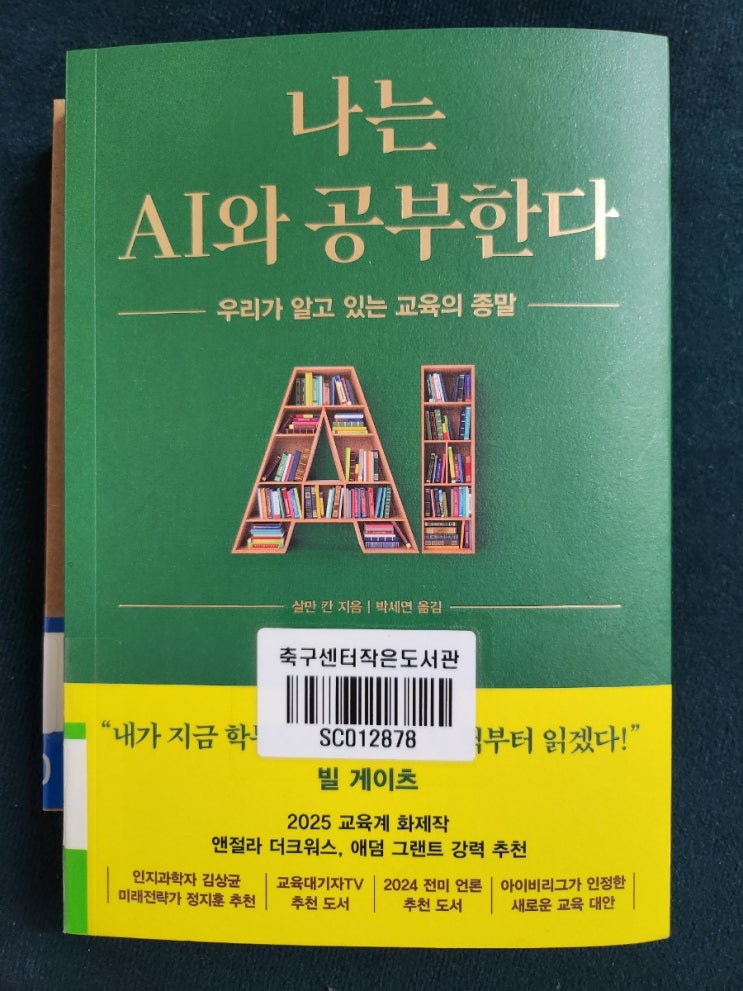 나는
AI와 공부한다
우리가 알고 있는 교육의 종말
AI
살만 칸 지음 | 박세연 옮김
축구센터작은도서관
SC012878
“내가 지금 부터 읽겠다!”
빌 게이츠
2025 교육계 화제작
앤절라 더크워스, 애덤 그랜트 강력 추천
인지과학자 김상균
미래전략가 정지훈 추천
교육대기자TV
추천 도서
2024 전미 언론
추천 도서
아이비리그가 인정한
새로운 교육 대안